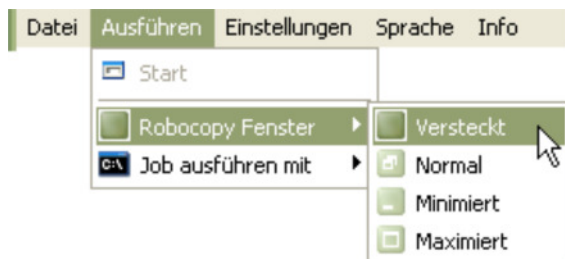 Datei Ausführen Einstellungen Sprache Info
Start
Robocopy Fenster Versteckt
C:\ Job ausführen mit Normal
Minimiert
Maximiert